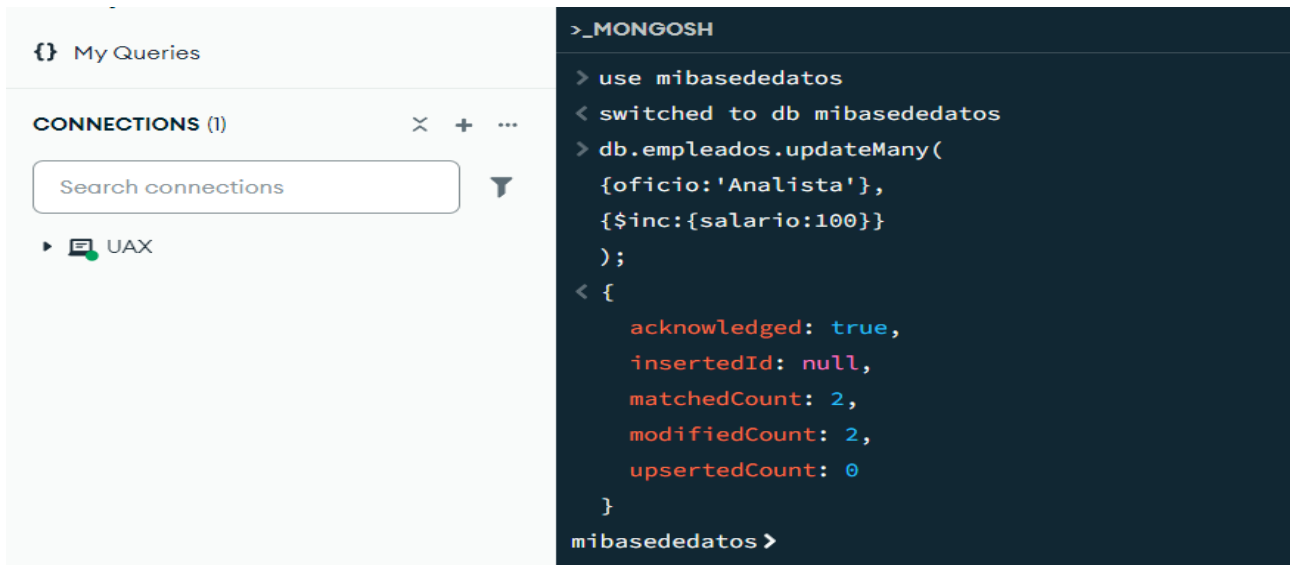 {} My Queries
CONNECTIONS (1)
Search connections
UAX
>_MONGOSH
> use mibasededatos
< switched to db mibasededatos
> db.empleados.updateMany(
{oficio:'Analista'},
{$inc:{salario:100}}
);
< {
acknowledged: true,
insertedId: null,
matchedCount: 2,
modifiedCount: 2,
upsertedCount: 0
}
mibasededatos>